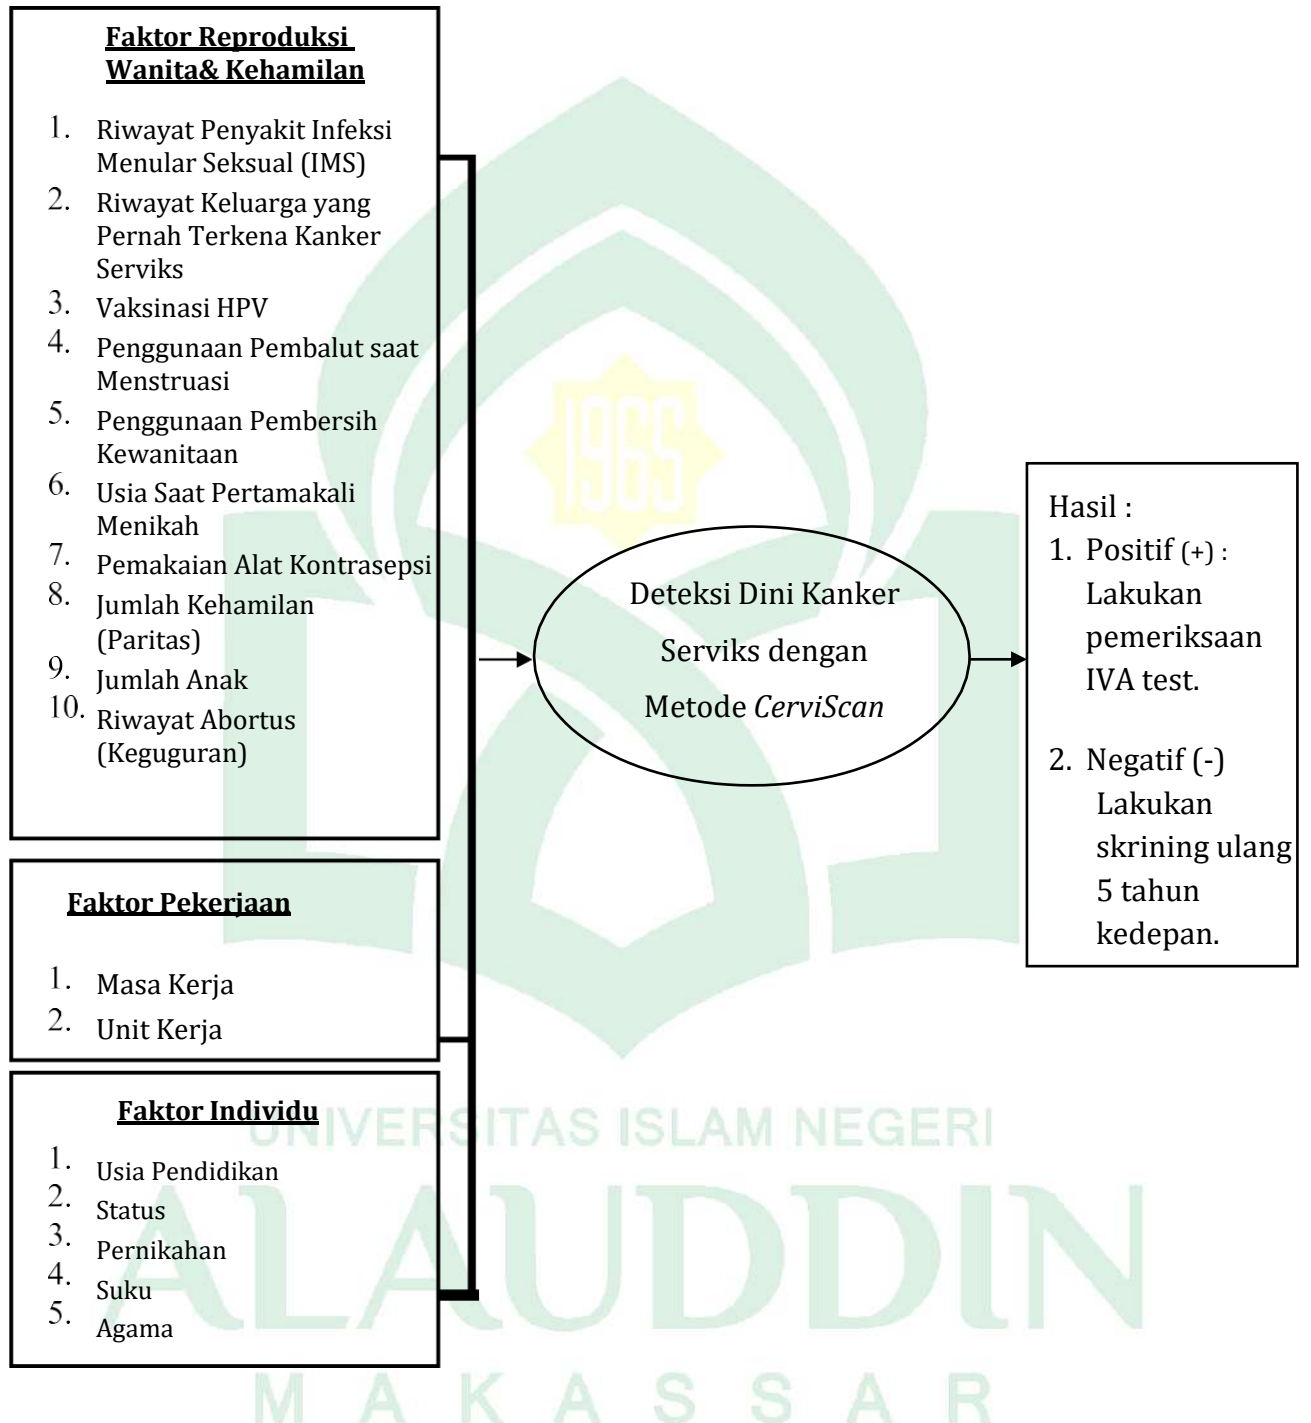 Faktor Reproduksi
Wanita& Kehamilan
1. Riwayat Penyakit Infeksi
Menular Seksual (IMS)
2. Riwayat Keluarga yang
Pernah Terkena Kanker
Serviks
3. Vaksinasi HPV
4. Penggunaan Pembalut saat
Menstruasi
5. Penggunaan Pembersih
Kewanitaan
6. Usia Saat Pertamakali
Menikah
7. Pemakaian Alat Kontrasepsi
8. Jumlah Kehamilan
(Paritas)
9. Jumlah Anak
10. Riwayat Abortus
(Keguguran)
Faktor Pekerjaan
1. Masa Kerja
2. Unit Kerja
Faktor Individu
1. Usia Pendidikan
2. Status
3. Pernikahan
4. Suku
5. Agama
1965
Deteksi Dini Kanker
Serviks dengan
Metode CerviScan
Hasil :
1. Positif (+) :
Lakukan
pemeriksaan
IVA test.
2. Negatif (-)
Lakukan
skrining ulang
5 tahun
kedepan.
UNIVERSITAS ISLAM NEGERI
ALAUDDIN
MAKASSAR